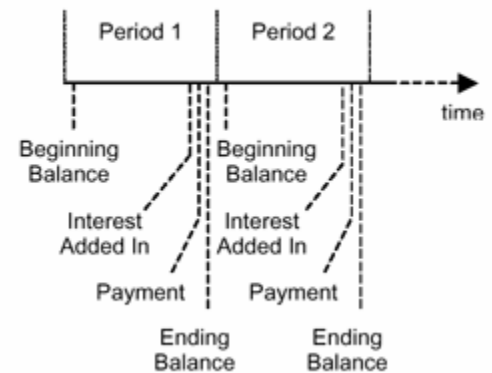 Period 1
Period 2
time
Beginning
Balance
Beginning
Balance
Interest
Added In
Interest
Added In
Payment
Payment
Ending
Balance
Ending
Balance